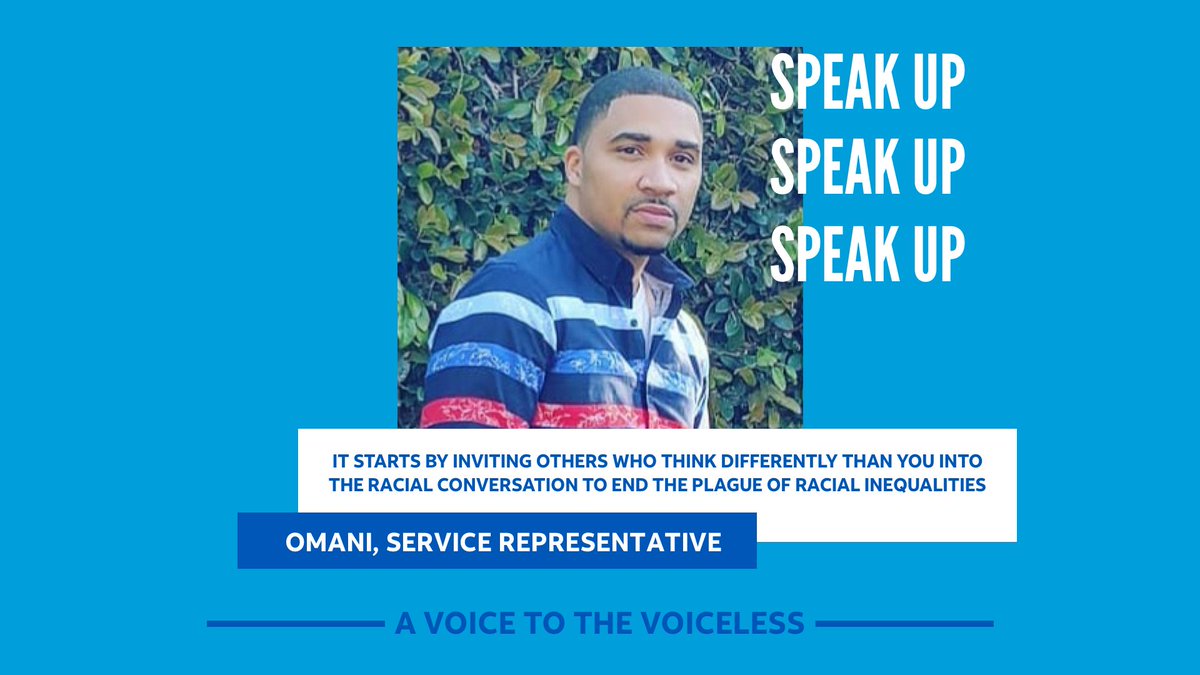 SPEAK UP
SPEAK UP
SPEAK UP
IT STARTS BY INVITING OTHERS WHO THINK DIFFERENTLY THAN YOU INTO
THE RACIAL CONVERSATION TO END THE PLAGUE OF RACIAL INEQUALITIES
OMANI, SERVICE REPRESENTATIVE
A VOICE TO THE VOICELESS